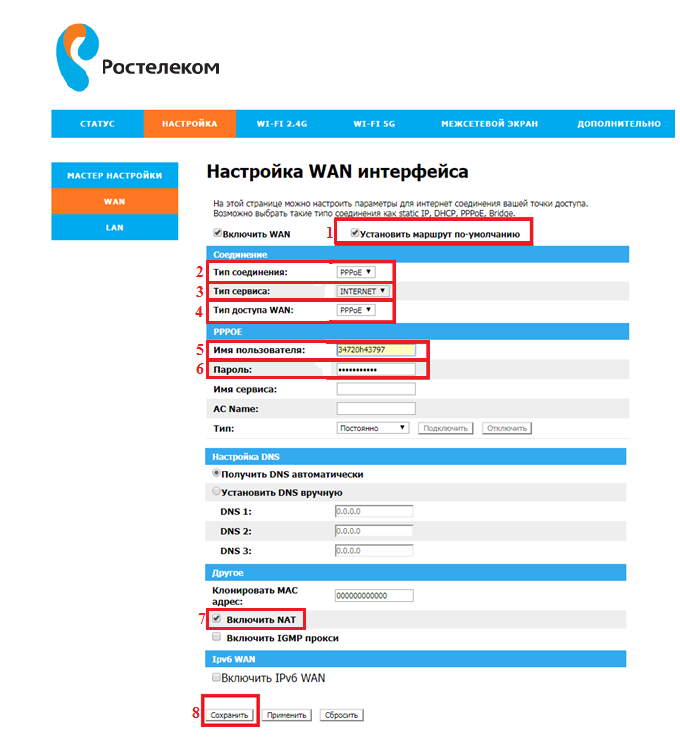 Ростелеком
СТАТУС НАСТРОЙКА WI-FI 2.4G WI-FI 5G МЕЖСЕТЕВОЙ ЭКРАН ДОПОЛНИТЕЛЬНО
МАСТЕР НАСТРОЙКИ
WAN
LAN
Настройка WAN интерфейса
На этой странице можно настроить параметры для интернет соединения вашей точки доступа.
Возможно выбрать такие типо соединения как static IP, DHCP, PPPoE, Bridge.
Включить WAN 1 Установить маршрут по-умолчанию
Соединение
2 Тип соединения: PPPoE
3 Тип сервиса: INTERNET
4 Тип доступа WAN: PPPoE
PPPOE
5 Имя пользователя: 34720h43797
6 Пароль: •••••••••••
Имя сервиса:
AC Name:
Тип: Постоянно Подключить Отключить
Настройка DNS
Получить DNS автоматически
Установить DNS вручную
DNS 1: 0.0.0.0
DNS 2: 0.0.0.0
DNS 3: 0.0.0.0
Другое
Клонировать MAC
адрес: 000000000000
7 Включить NAT
Включить IGMP прокси
Ipv6 WAN
Включить IPv6 WAN
8 Сохранить Применить Сбросить